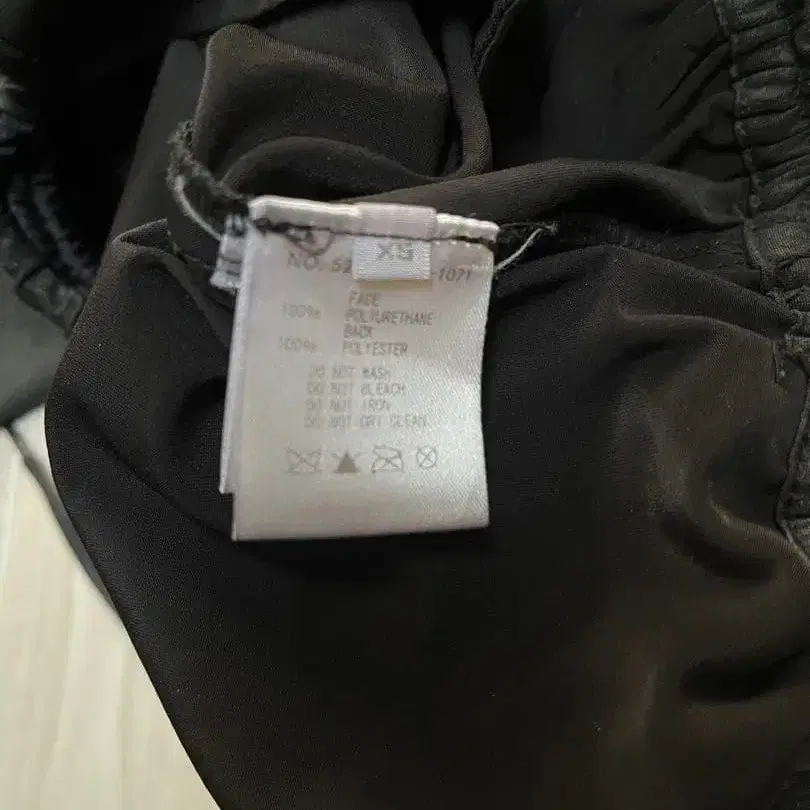 XG
NO. 52 -1071
FACE
100% POLYURETHANE
BACK
100% POLYESTER
DO NOT WASH
DO NOT BLEACH
DO NOT IRON
DO NOT DRY CLEAN